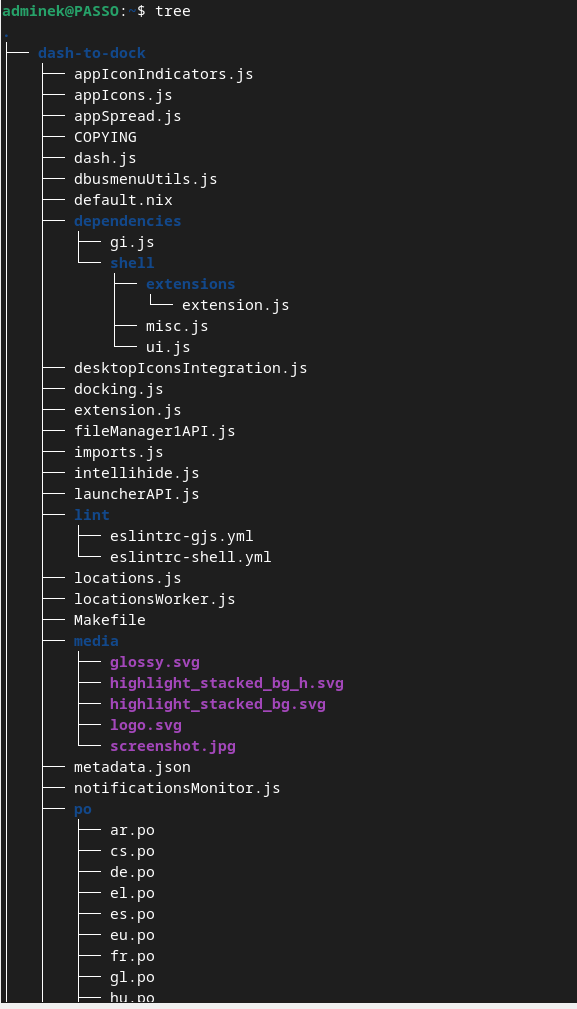 adminek@PASSO:~$ tree
.
├── dash-to-dock
│   ├── appIconIndicators.js
│   ├── appIcons.js
│   ├── appSpread.js
│   ├── COPYING
│   ├── dash.js
│   ├── dbusmenuUtils.js
│   ├── default.nix
│   ├── dependencies
│   │   ├── gi.js
│   │   └── shell
│   │       ├── extensions
│   │       │   └── extension.js
│   │       ├── misc.js
│   │       └── ui.js
│   ├── desktopIconsIntegration.js
│   ├── docking.js
│   ├── extension.js
│   ├── fileManager1API.js
│   ├── imports.js
│   ├── intellihide.js
│   ├── launcherAPI.js
│   ├── lint
│   │   ├── eslintrc-gjs.yml
│   │   └── eslintrc-shell.yml
│   ├── locations.js
│   ├── locationsWorker.js
│   ├── Makefile
│   ├── media
│   │   ├── glossy.svg
│   │   ├── highlight_stacked_bg_h.svg
│   │   ├── highlight_stacked_bg.svg
│   │   ├── logo.svg
│   │   └── screenshot.jpg
│   ├── metadata.json
│   ├── notificationsMonitor.js
│   ├── po
│   │   ├── ar.po
│   │   ├── cs.po
│   │   ├── de.po
│   │   ├── el.po
│   │   ├── es.po
│   │   ├── eu.po
│   │   ├── fr.po
│   │   ├── gl.po
│   │   ├── hu.po